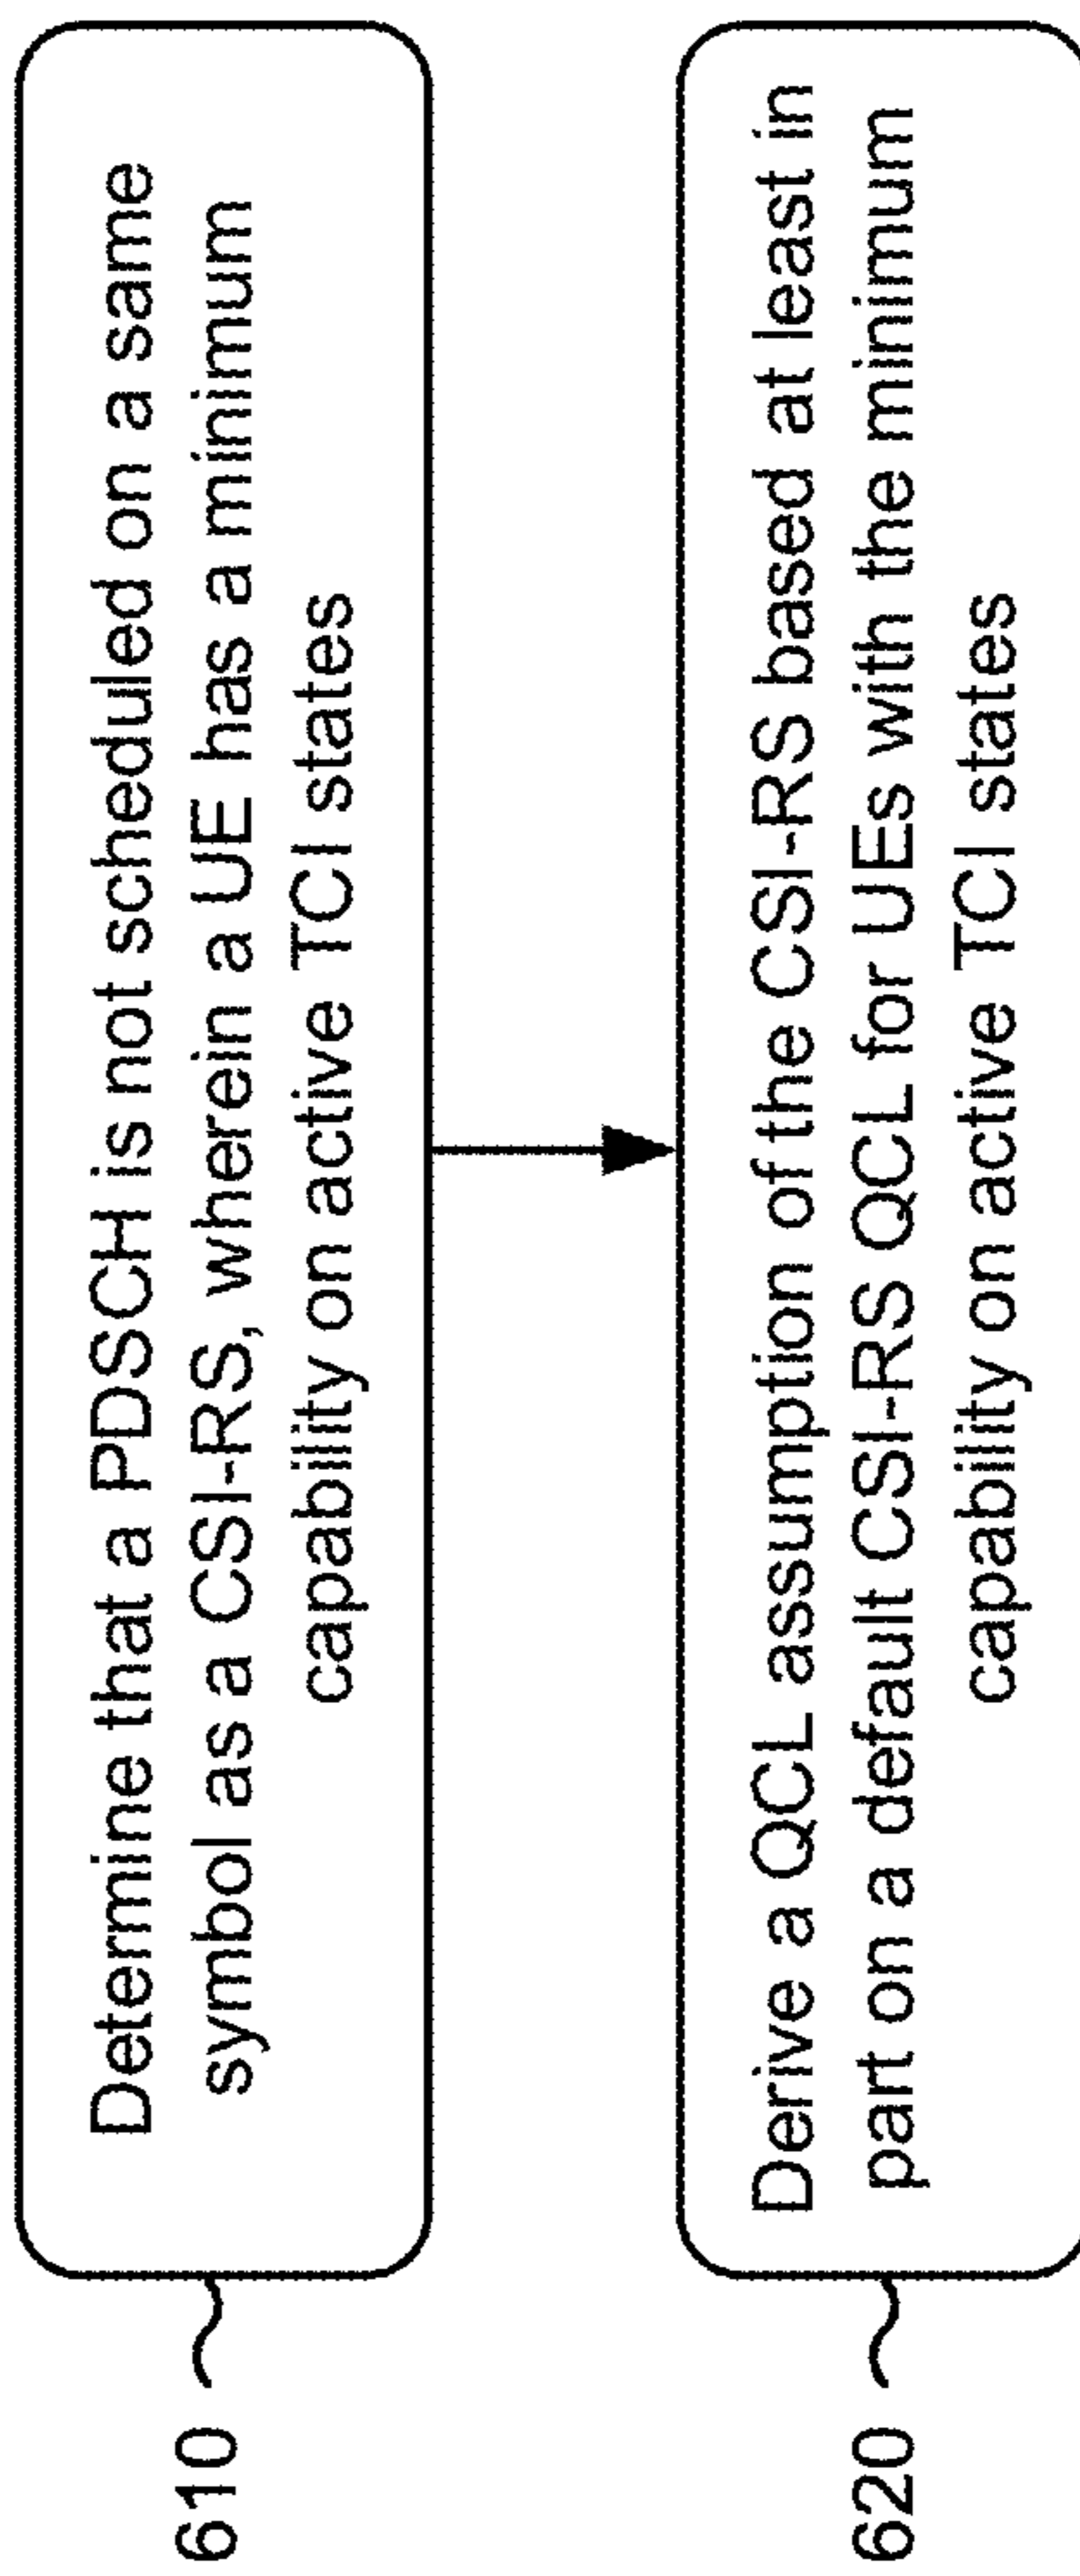 610
Determine that a PDSCH is not scheduled on a same
symbol as a CSI-RS, wherein a UE has a minimum
capability on active TCI states
620
Derive a QCL assumption of the CSI-RS based at least in
part on a default CSI-RS QCL for UEs with the minimum
capability on active TCI states